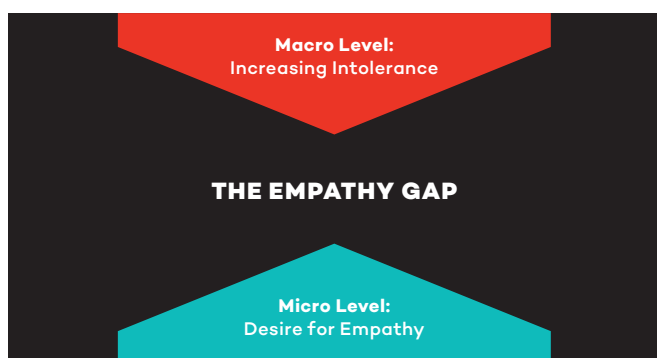 Macro Level:
Increasing Intolerance
THE EMPATHY GAP
Micro Level:
Desire for Empathy